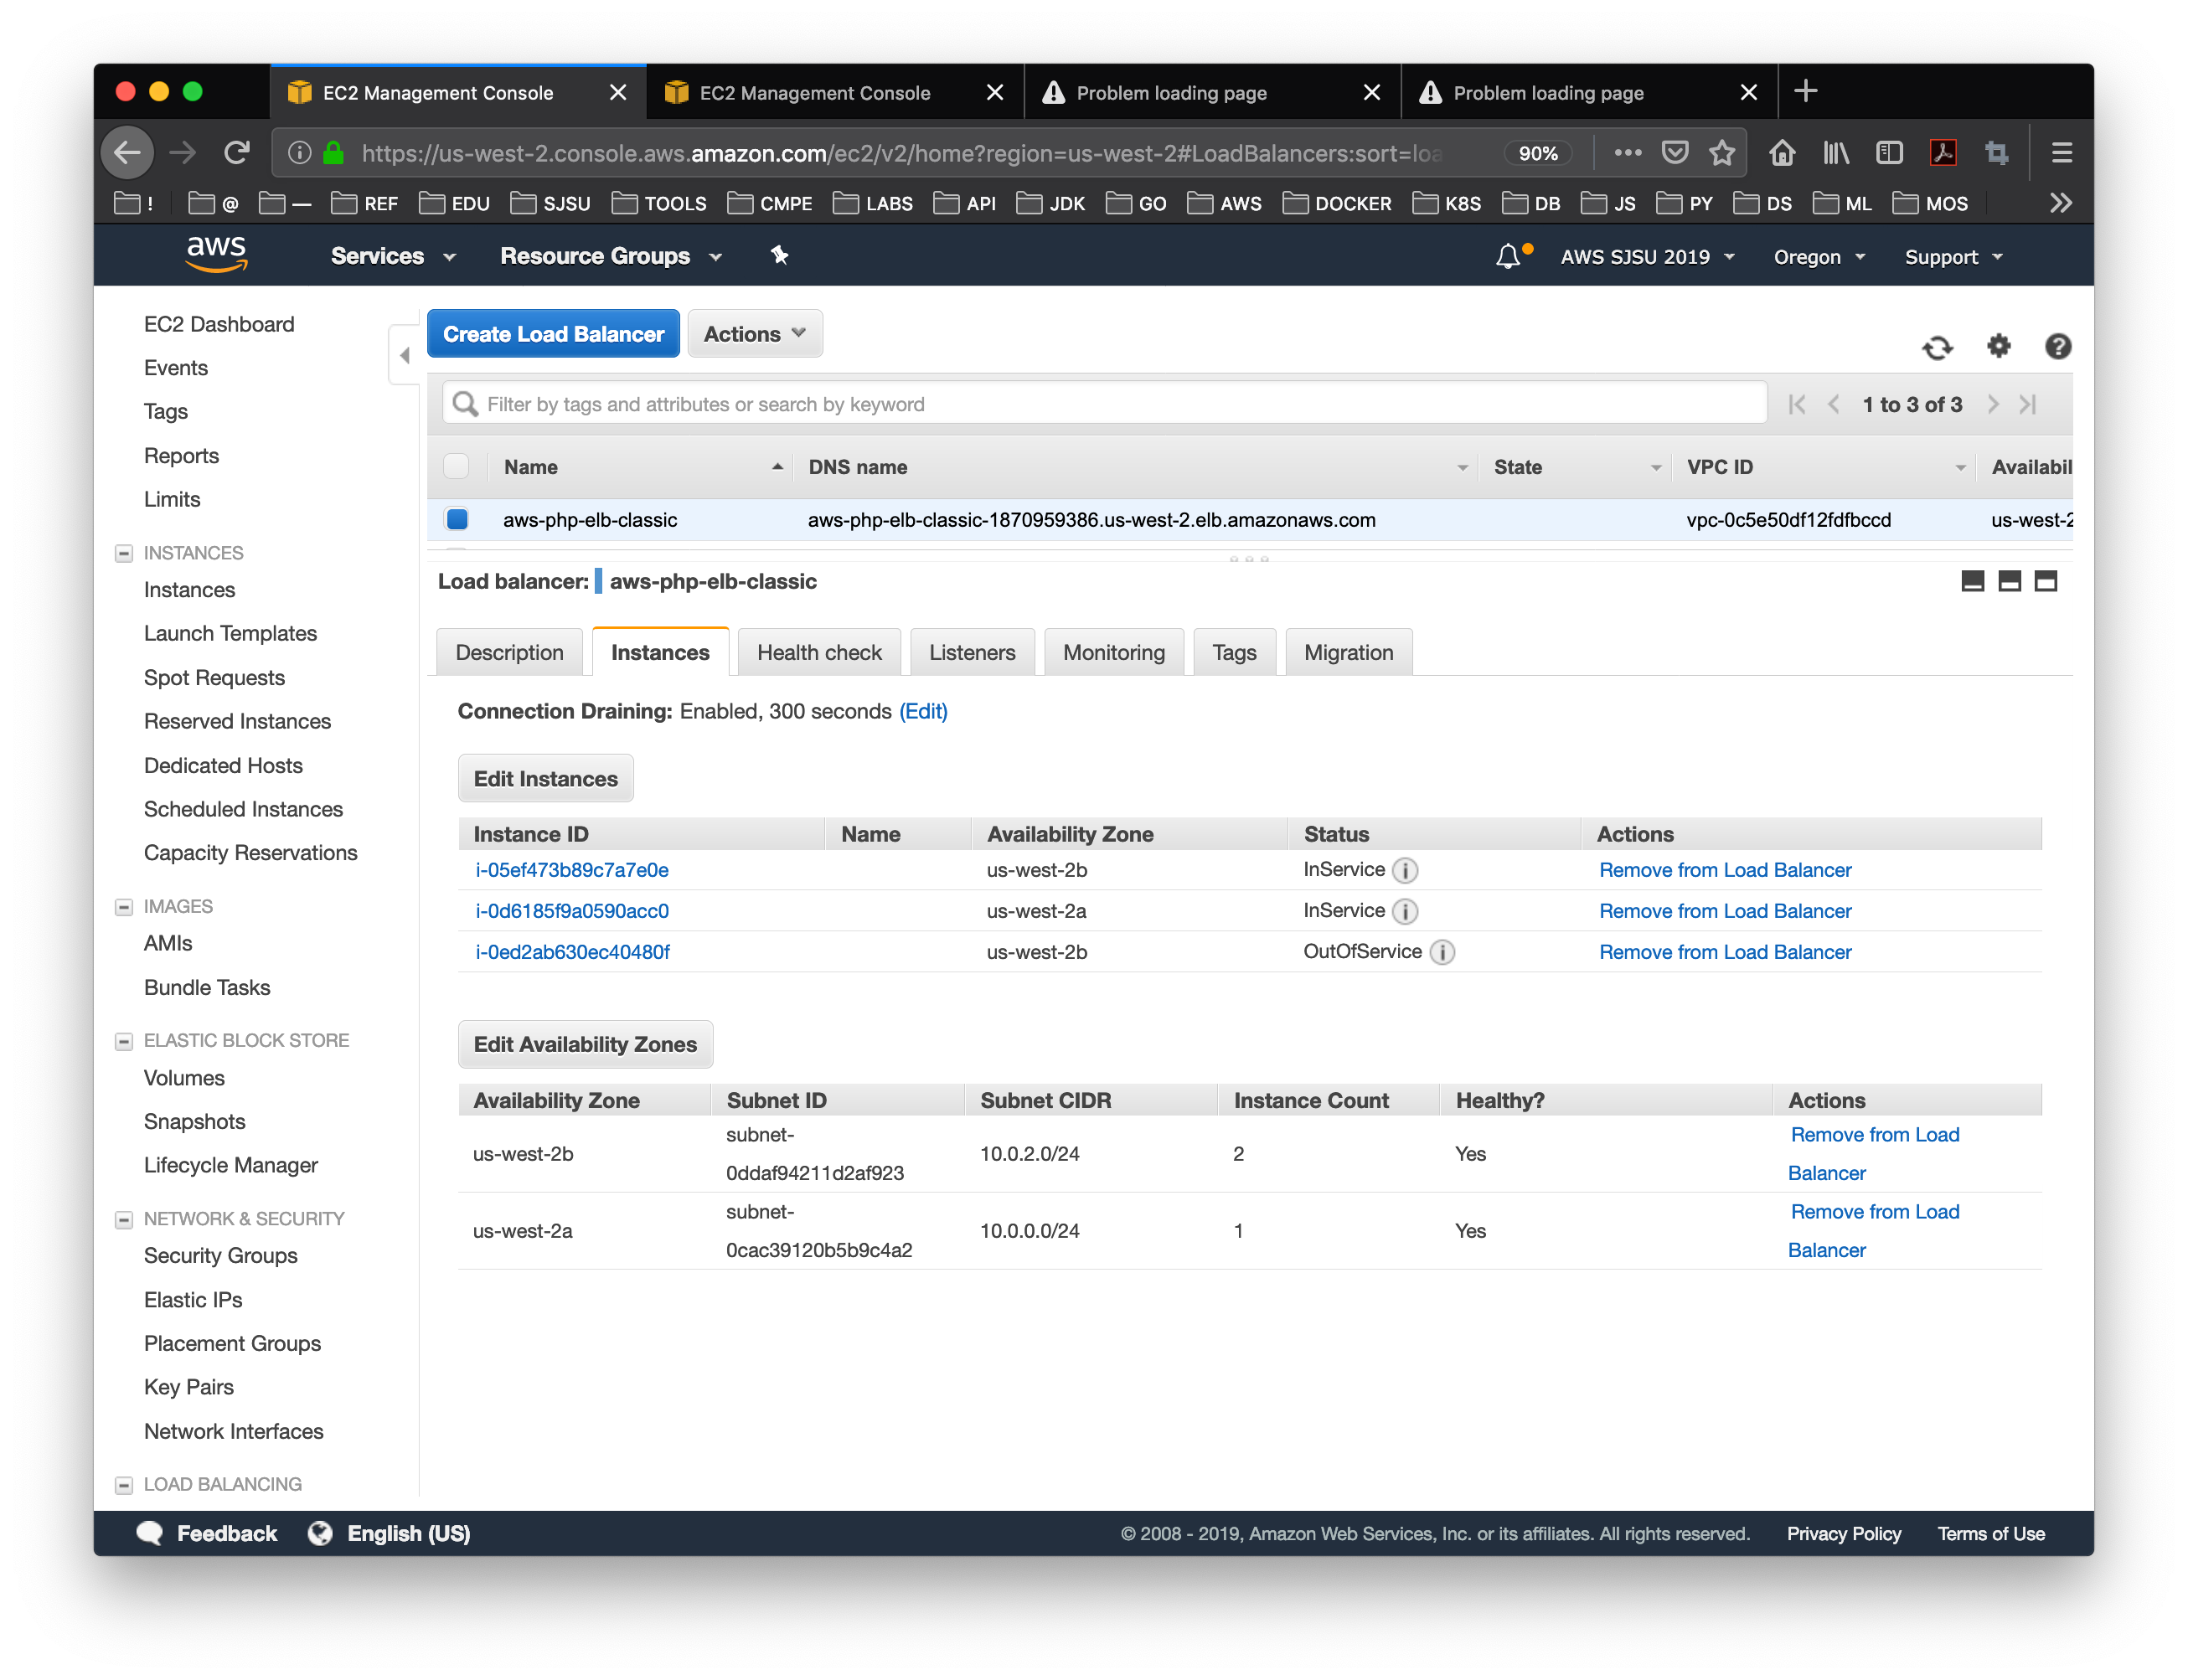 EC2 Management Console
EC2 Management Console
Problem loading page
Problem loading page
https://us-west-2.console.aws.amazon.com/ec2/v2/home?region=us-west-2#LoadBalancers:sort=loa
90%
! @ — REF EDU SJSU TOOLS CMPE LABS API JDK GO AWS DOCKER K8S DB JS PY DS ML MOS
aws Services Resource Groups AWS SJSU 2019 Oregon Support
EC2 Dashboard
Events
Tags
Reports
Limits
INSTANCES
Instances
Launch Templates
Spot Requests
Reserved Instances
Dedicated Hosts
Scheduled Instances
Capacity Reservations
IMAGES
AMIs
Bundle Tasks
ELASTIC BLOCK STORE
Volumes
Snapshots
Lifecycle Manager
NETWORK & SECURITY
Security Groups
Elastic IPs
Placement Groups
Key Pairs
Network Interfaces
LOAD BALANCING
Create Load Balancer Actions
Filter by tags and attributes or search by keyword
1 to 3 of 3
Name DNS name State VPC ID Availabil
aws-php-elb-classic aws-php-elb-classic-1870959386.us-west-2.elb.amazonaws.com vpc-0c5e50df12fdfbccd us-west-2
Load balancer: aws-php-elb-classic
Description Instances Health check Listeners Monitoring Tags Migration
Connection Draining: Enabled, 300 seconds (Edit)
Edit Instances
Instance ID Name Availability Zone Status Actions
i-05ef473b89c7a7e0e us-west-2b InService Remove from Load Balancer
i-0d6185f9a0590acc0 us-west-2a InService Remove from Load Balancer
i-0ed2ab630ec40480f us-west-2b OutOfService Remove from Load Balancer
Edit Availability Zones
Availability Zone Subnet ID Subnet CIDR Instance Count Healthy? Actions
us-west-2b subnet-0ddaf94211d2af923 10.0.2.0/24 2 Yes Remove from Load Balancer
us-west-2a subnet-0cac39120b5b9c4a2 10.0.0.0/24 1 Yes Remove from Load Balancer
Feedback English (US) © 2008 - 2019, Amazon Web Services, Inc. or its affiliates. All rights reserved. Privacy Policy Terms of Use